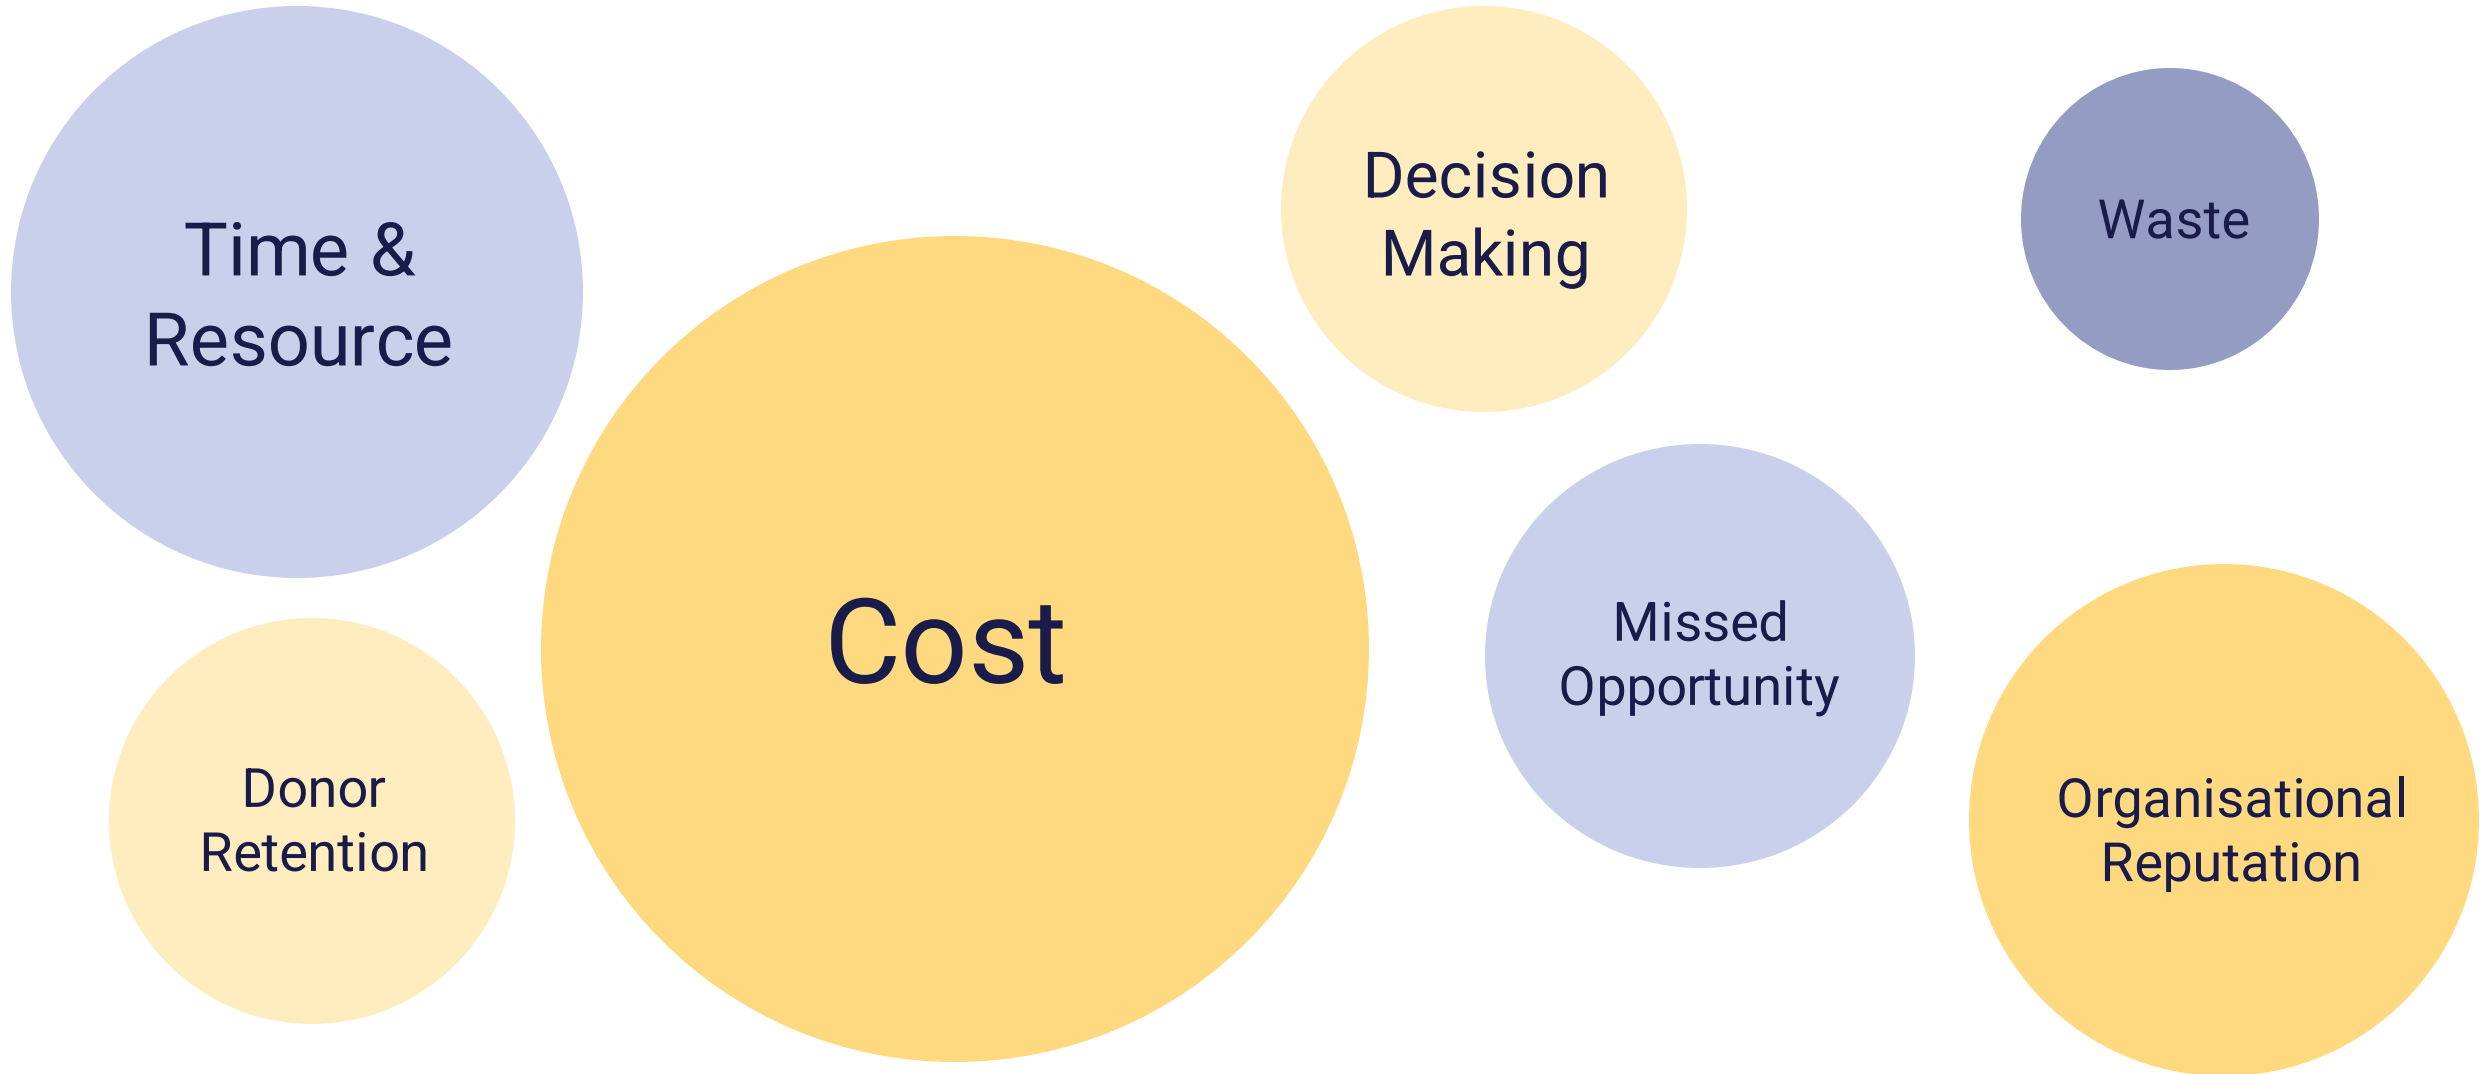 Time &
Resource
Donor
Retention
Cost
Decision
Making
Missed
Opportunity
Waste
Organisational
Reputation